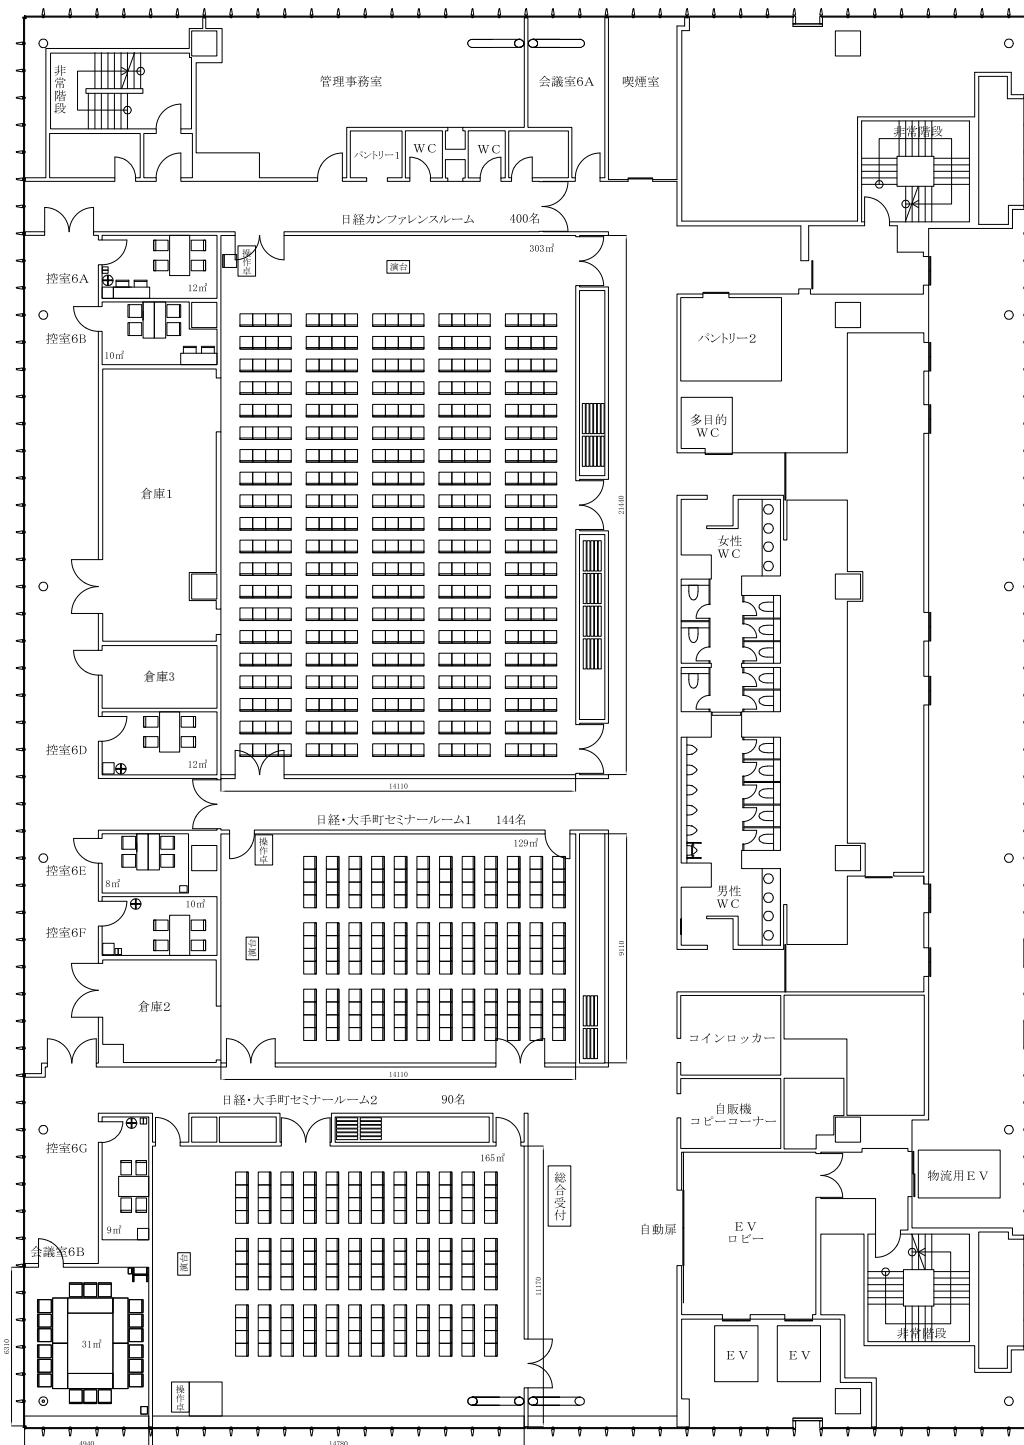 非常階段
管理事務室
会議室6A
喫煙室
非常階段
パントリー1
WC
WC
日経カンファレンスルーム 400名
303㎡
操作卓
演台
控室6A
12㎡
控室6B
10㎡
パントリー2
多目的
WC
倉庫1
21440
女性
WC
倉庫3
控室6D
12㎡
14110
日経・大手町セミナールーム1 144名
129㎡
操作卓
控室6E
8㎡
10㎡
控室6F
演台
9110
男性
WC
倉庫2
コインロッカー
14110
日経・大手町セミナールーム2 90名
自販機
コピーコーナー
控室6G
165㎡
総合受付
物流用EV
9㎡
自動扉
EV
ロビー
会議室6B
演台
11170
非常階段
6310
31㎡
EV
EV
操作卓
4940
14780